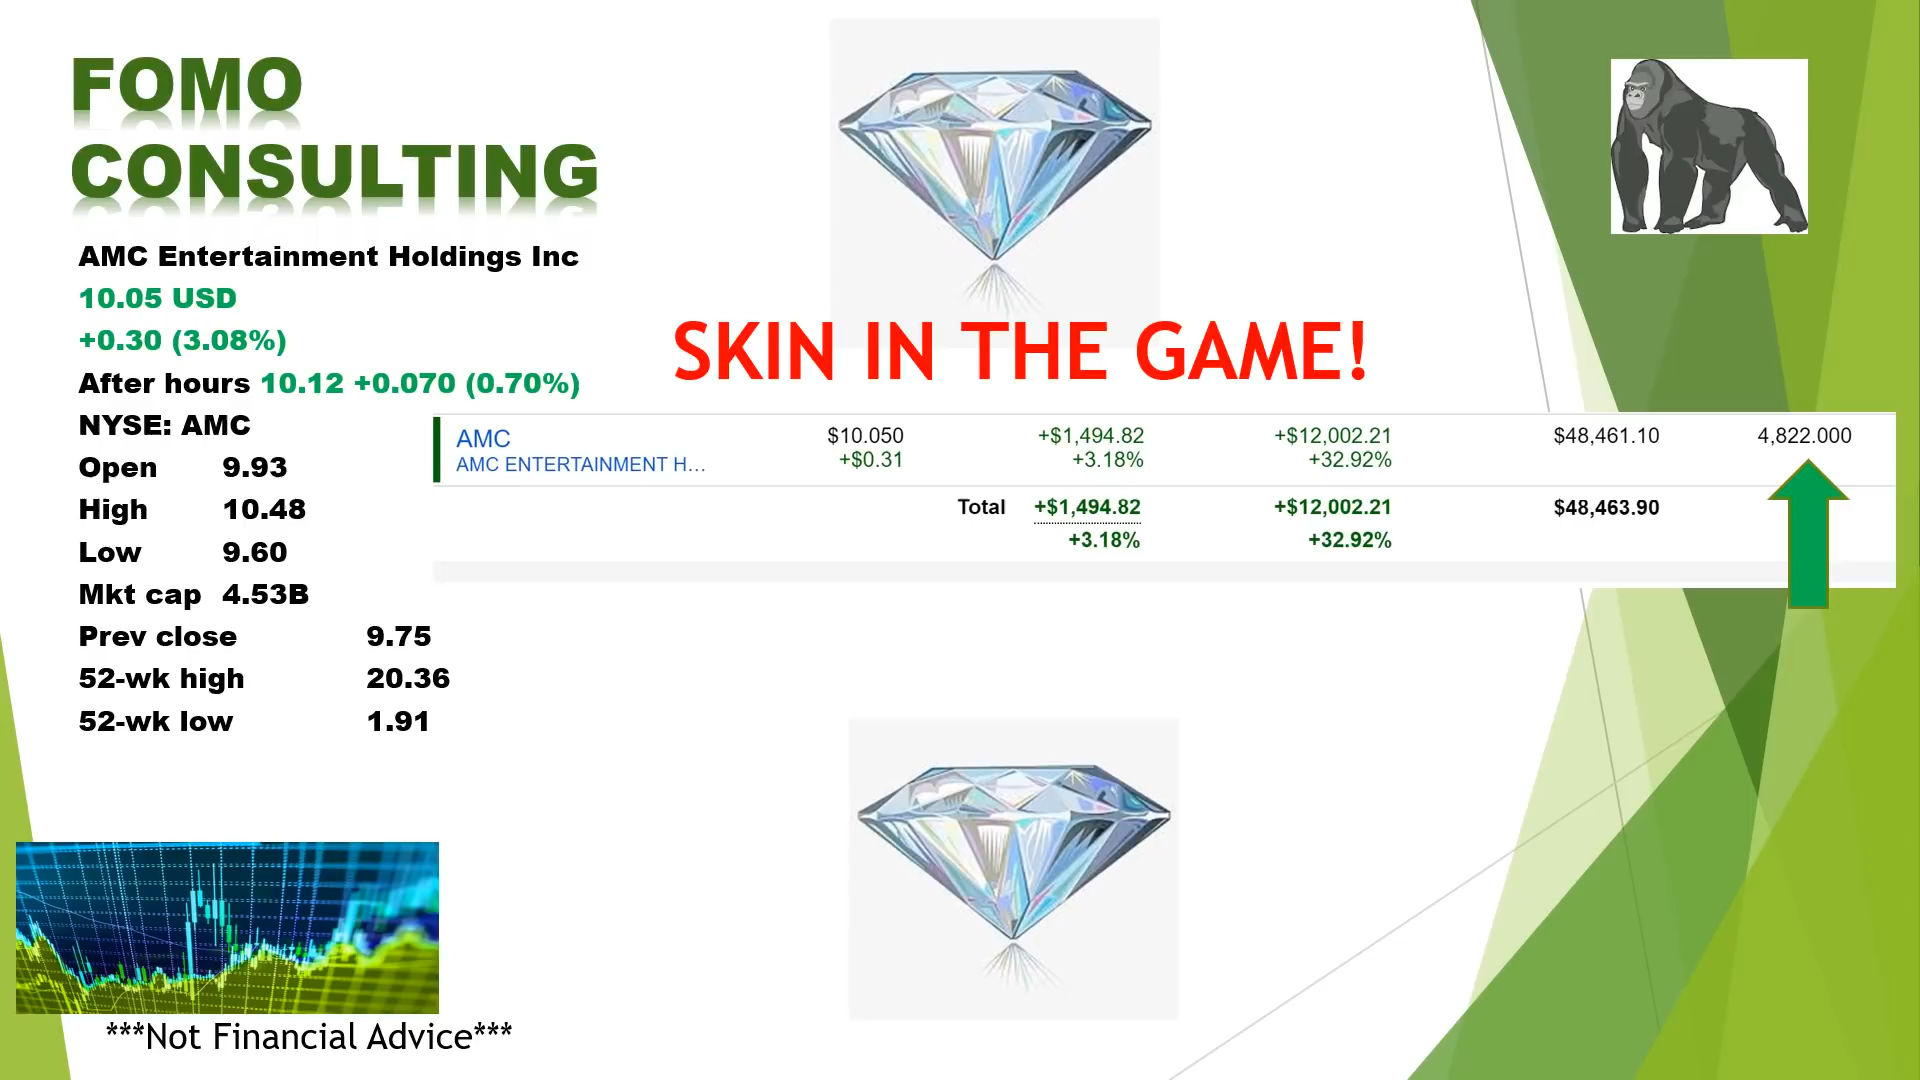 FOMO
CONSULTING
AMC Entertainment Holdings Inc
10.05 USD
+0.30 (3.08%)
After hours 10.12 +0.070 (0.70%)
NYSE: AMC
Open 9.93
High 10.48
Low 9.60
Mkt cap 4.53B
Prev close 9.75
52-wk high 20.36
52-wk low 1.91
SKIN IN THE GAME!
AMC $10.050 +$1,494.82 +$12,002.21 $48,461.10 4,822.000
AMC ENTERTAINMENT H... +$0.31 +3.18% +32.92%
Total +$1,494.82 +$12,002.21 $48,463.90
+3.18% +32.92%
***Not Financial Advice***